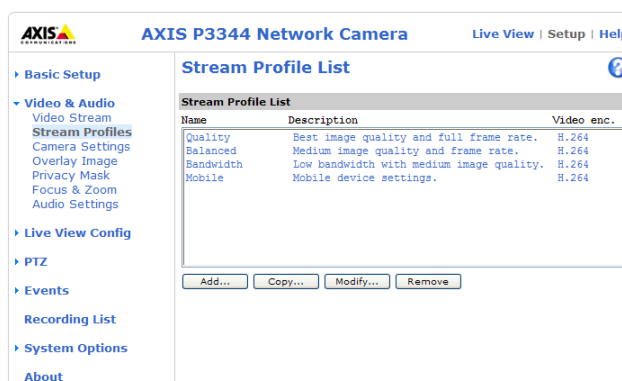 AXIS COMMUNICATIONS
AXIS P3344 Network Camera
Live View | Setup | Help
Basic Setup
Video & Audio
Video Stream
Stream Profiles
Camera Settings
Overlay Image
Privacy Mask
Focus & Zoom
Audio Settings
Live View Config
PTZ
Events
Recording List
System Options
About
Stream Profile List
?
Stream Profile List
Name Description Video enc.
Quality Best image quality and full frame rate. H.264
Balanced Medium image quality and frame rate. H.264
Bandwidth Low bandwidth with medium image quality. H.264
Mobile Mobile device settings. H.264
Add... Copy... Modify... Remove